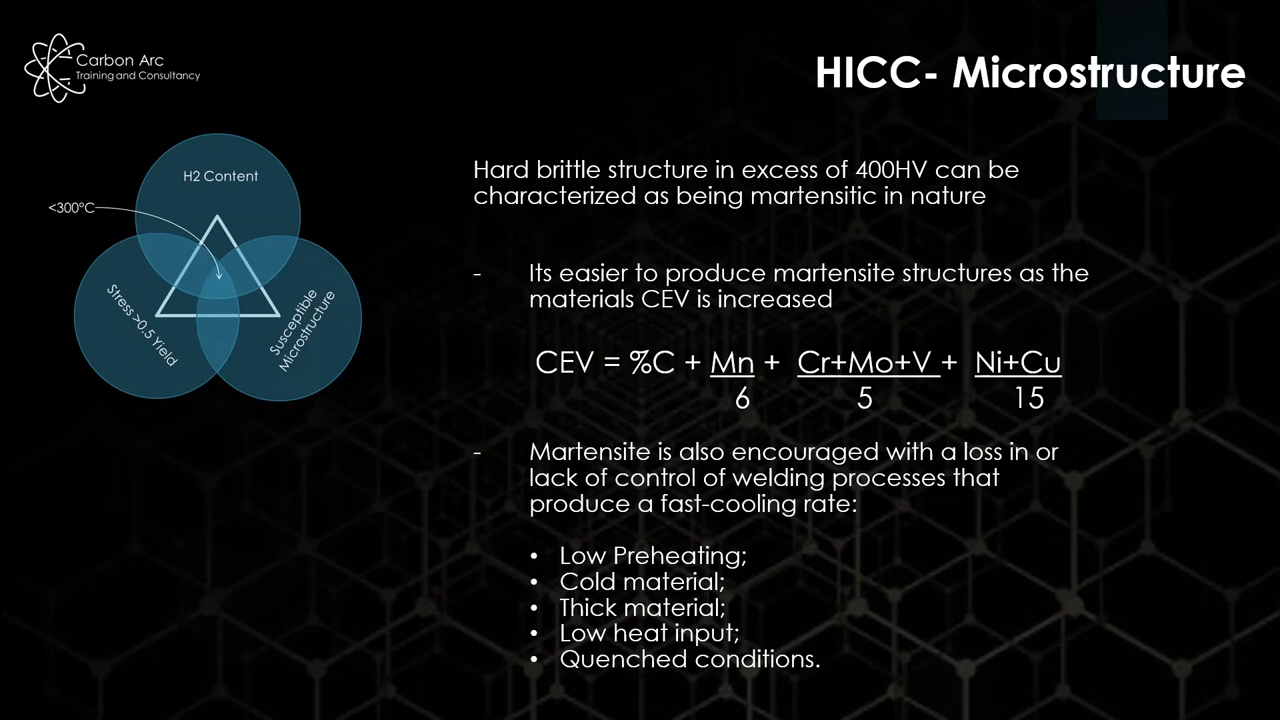 Carbon Arc
Training and Consultancy
HICC- Microstructure
H2 Content
<300°C
Stress >0.5 Yield
Susceptible
Microstructure
Hard brittle structure in excess of 400HV can be
characterized as being martensitic in nature
- Its easier to produce martensite structures as the
materials CEV is increased
CEV = %C + Mn + Cr+Mo+V + Ni+Cu
6 5 15
- Martensite is also encouraged with a loss in or
lack of control of welding processes that
produce a fast-cooling rate:
• Low Preheating;
• Cold material;
• Thick material;
• Low heat input;
• Quenched conditions.